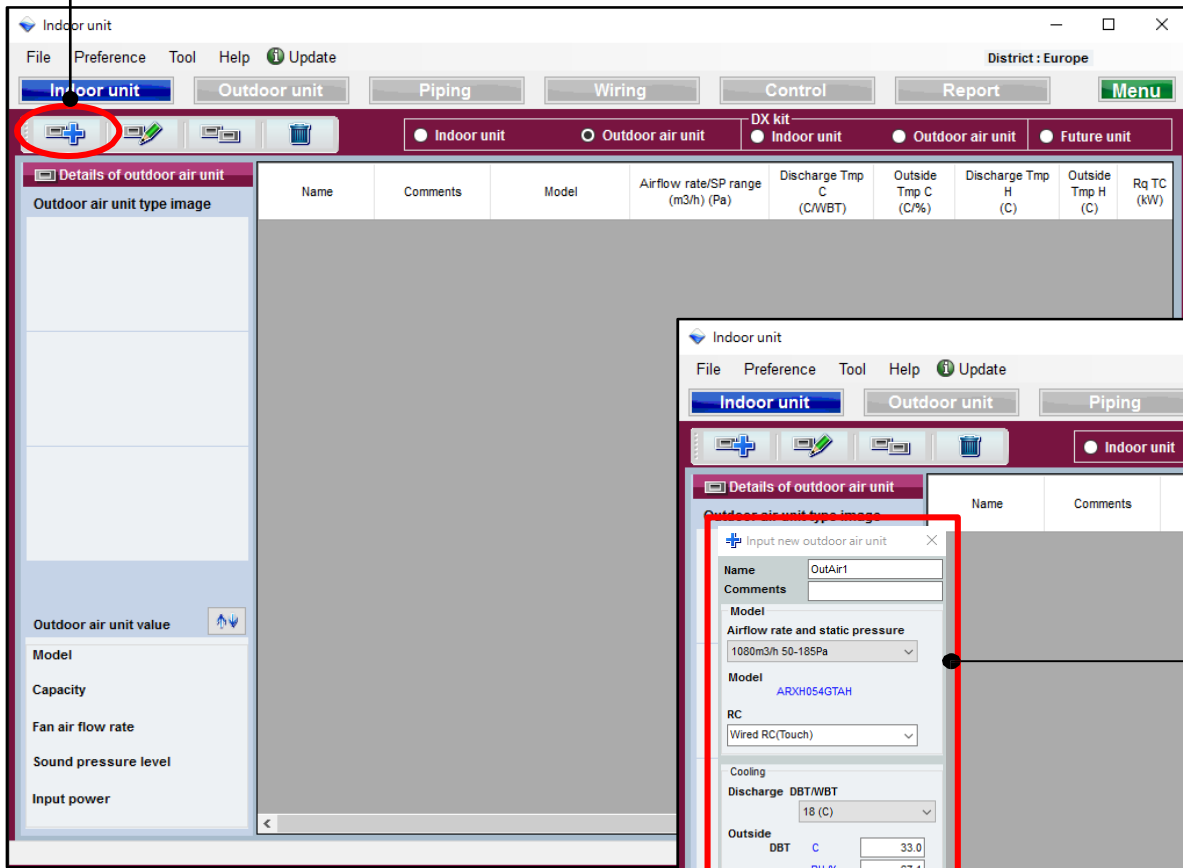 Indoor unit
File Preference Tool Help Update
District : Europe
Indoor unit Outdoor unit Piping Wiring Control Report Menu
DX kit
Indoor unit Outdoor air unit Indoor unit Outdoor air unit Future unit
Details of outdoor air unit
Outdoor air unit type image
Name Comments Model Airflow rate/SP range (m3/h) (Pa) Discharge Tmp C (C/WBT) Outside Tmp C (C/%) Discharge Tmp H (C) Outside Tmp H (C) Rq TC (kW)
Outdoor air unit value
Model
Capacity
Fan air flow rate
Sound pressure level
Input power
Indoor unit
File Preference Tool Help Update
Indoor unit Outdoor unit Piping
Indoor unit
Details of outdoor air unit
Outdoor air unit type image
Name Comments
Input new outdoor air unit
Name OutAir1
Comments
Model
Airflow rate and static pressure
1080m3/h 50-185Pa
Model
ARXH054GTAH
RC
Wired RC(Touch)
Cooling
Discharge DBT/WBT
18 (C)
Outside
DBT C 33.0